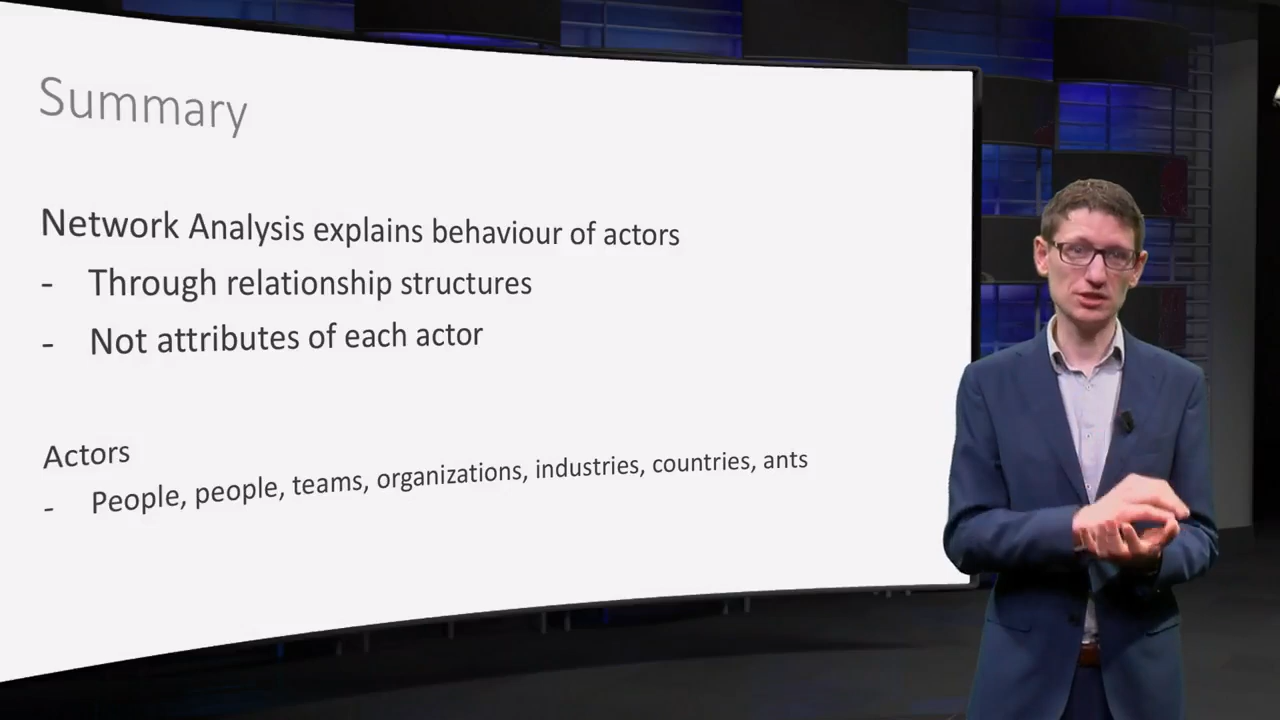 Summary
Network Analysis explains behaviour of actors
- Through relationship structures
- Not attributes of each actor
Actors
- People, people, teams, organizations, industries, countries, ants